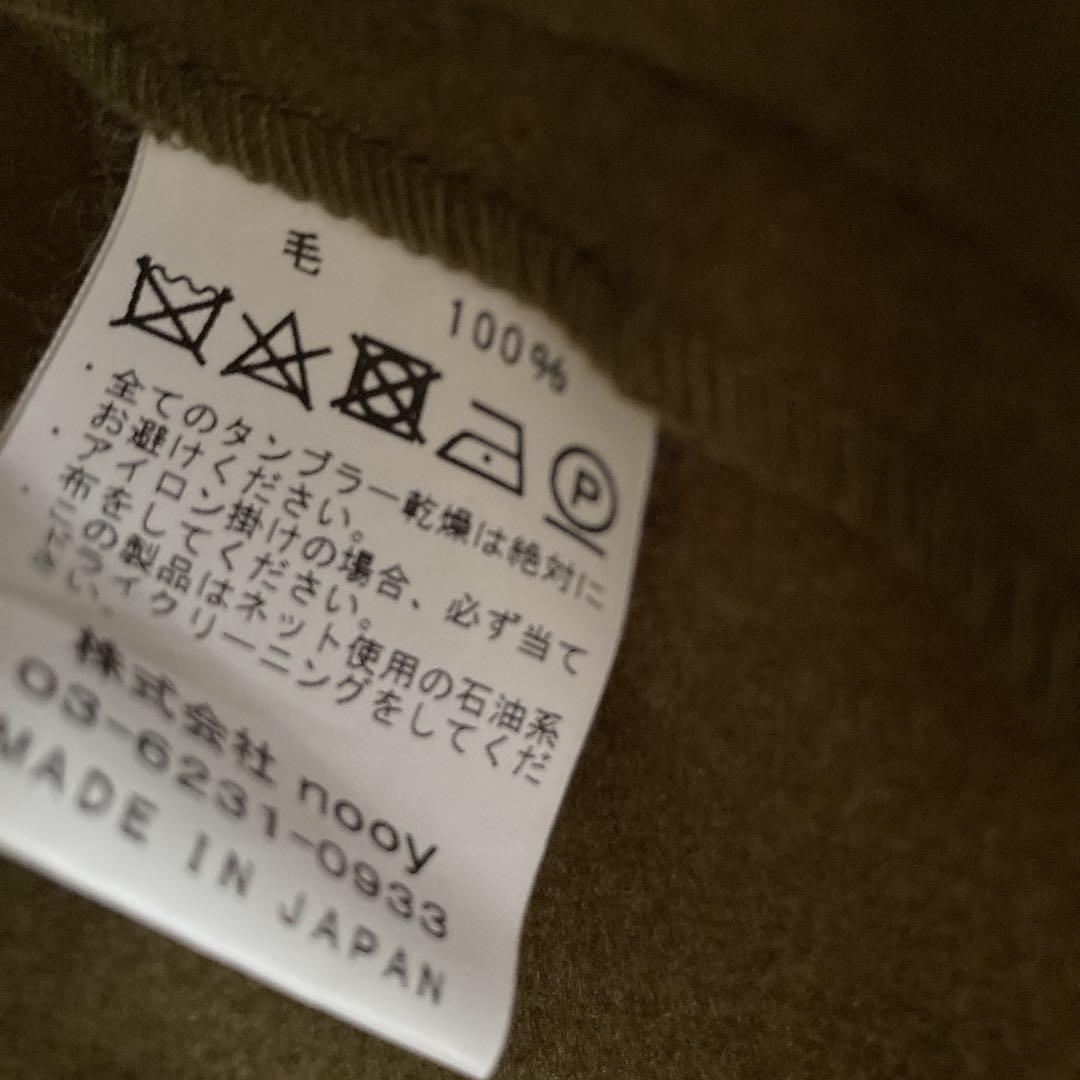 毛
100%
P
・全てのタンブラー乾燥は絶対に
お避けください。
・アイロン掛けの場合、必ず当て
布をしてください。
・この製品はネット使用の石油系
ドライクリーニングをしてくだ
さい。
株式会社 nooy
03-6231-0933
MADE IN JAPAN